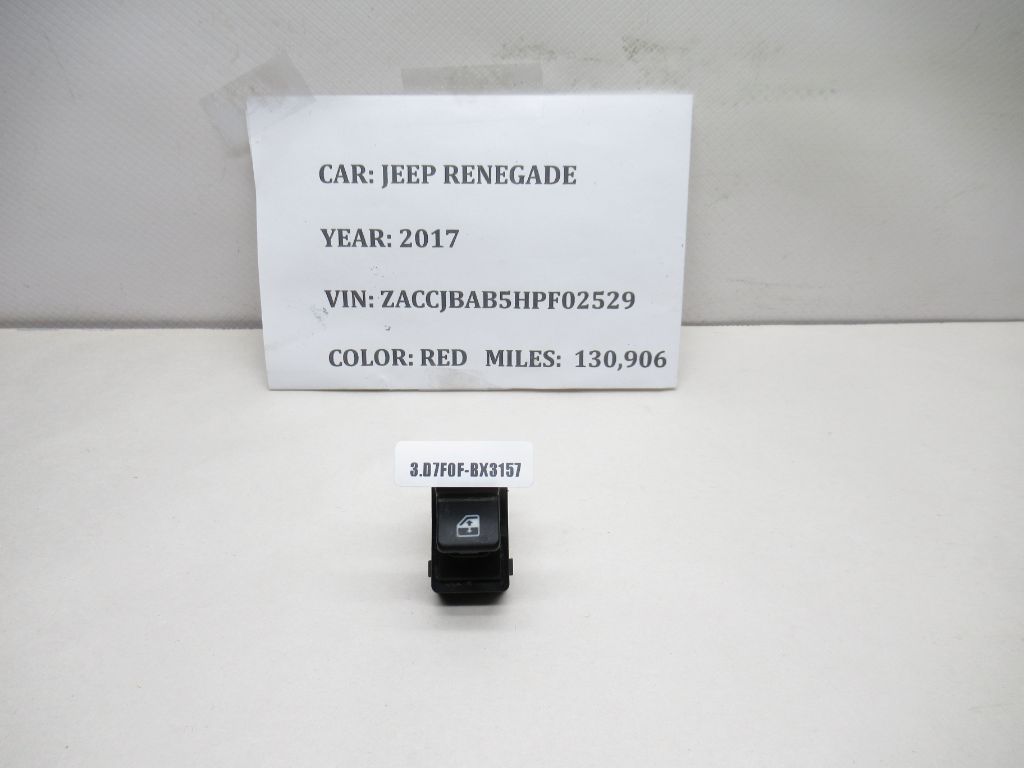 CAR: JEEP RENEGADE
YEAR: 2017
VIN: ZACCJBAB5HPF02529
COLOR: RED MILES: 130,906
3.D7F0F-BX3157